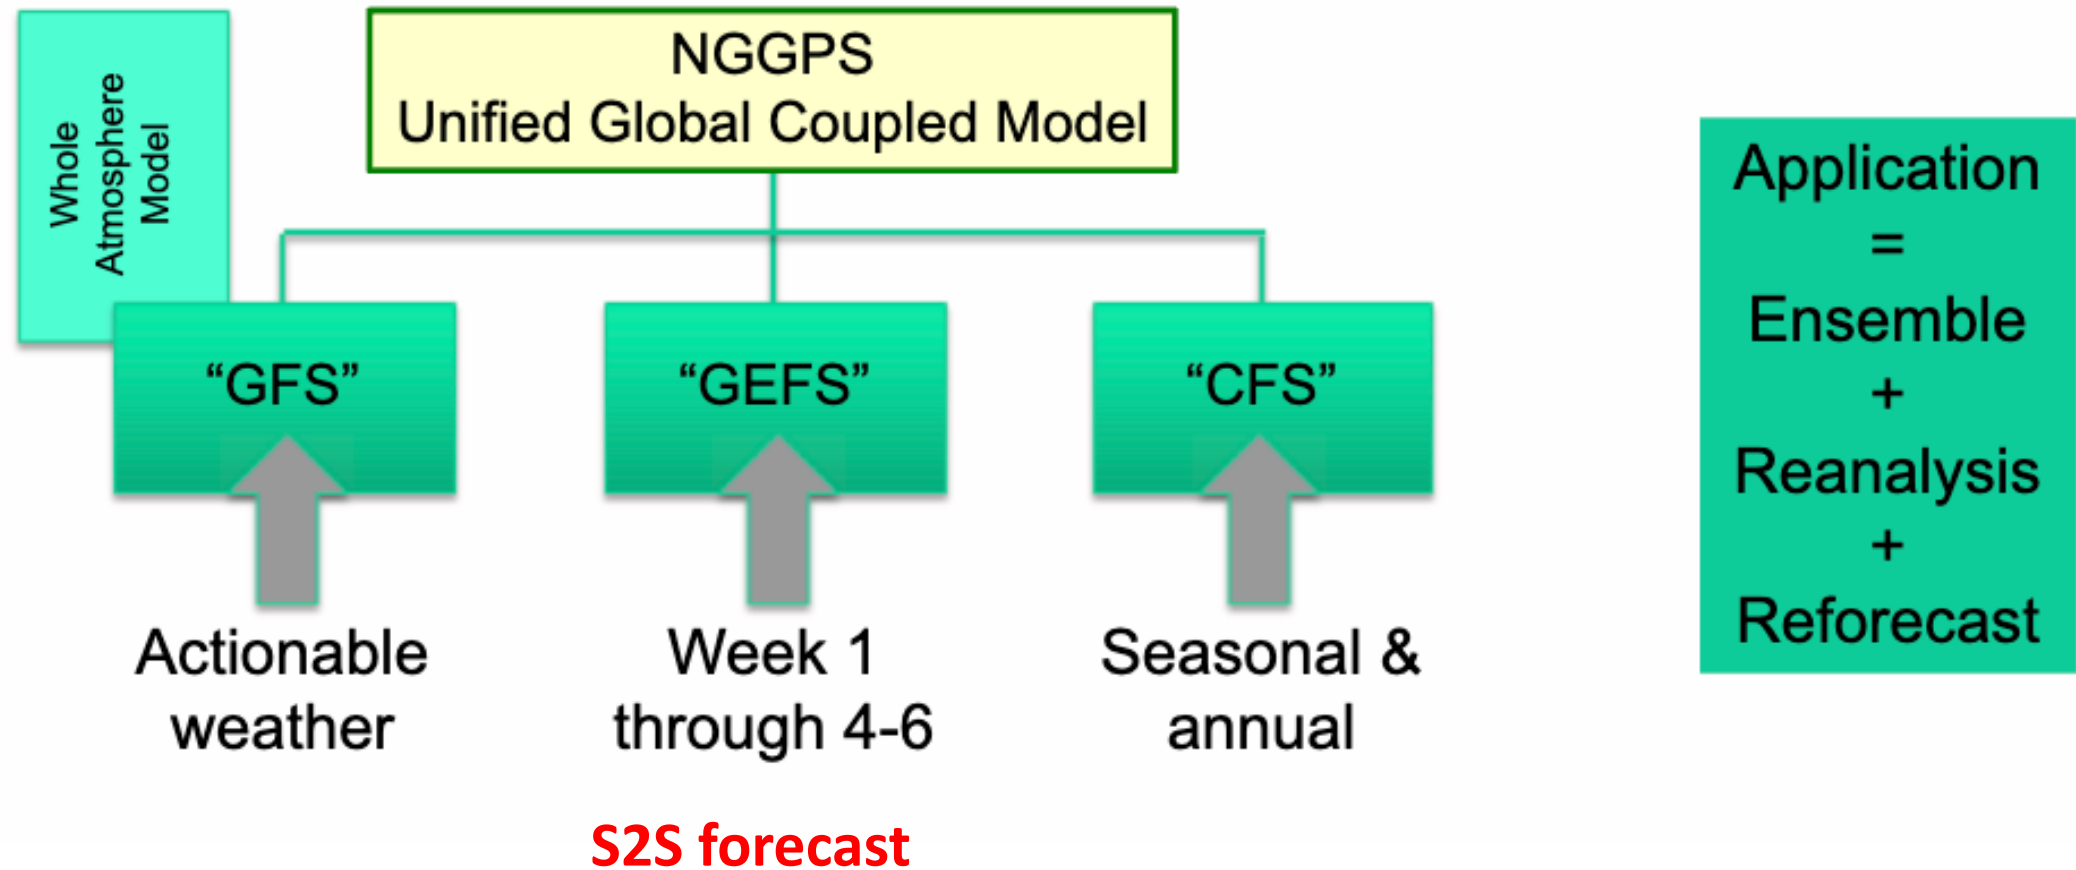 Whole
Atmosphere
Model
NGGPS
Unified Global Coupled Model
“GFS”
“GEFS”
“CFS”
Actionable
weather
Week 1
through 4-6
Seasonal &
annual
S2S forecast
Application
=
Ensemble
+
Reanalysis
+
Reforecast